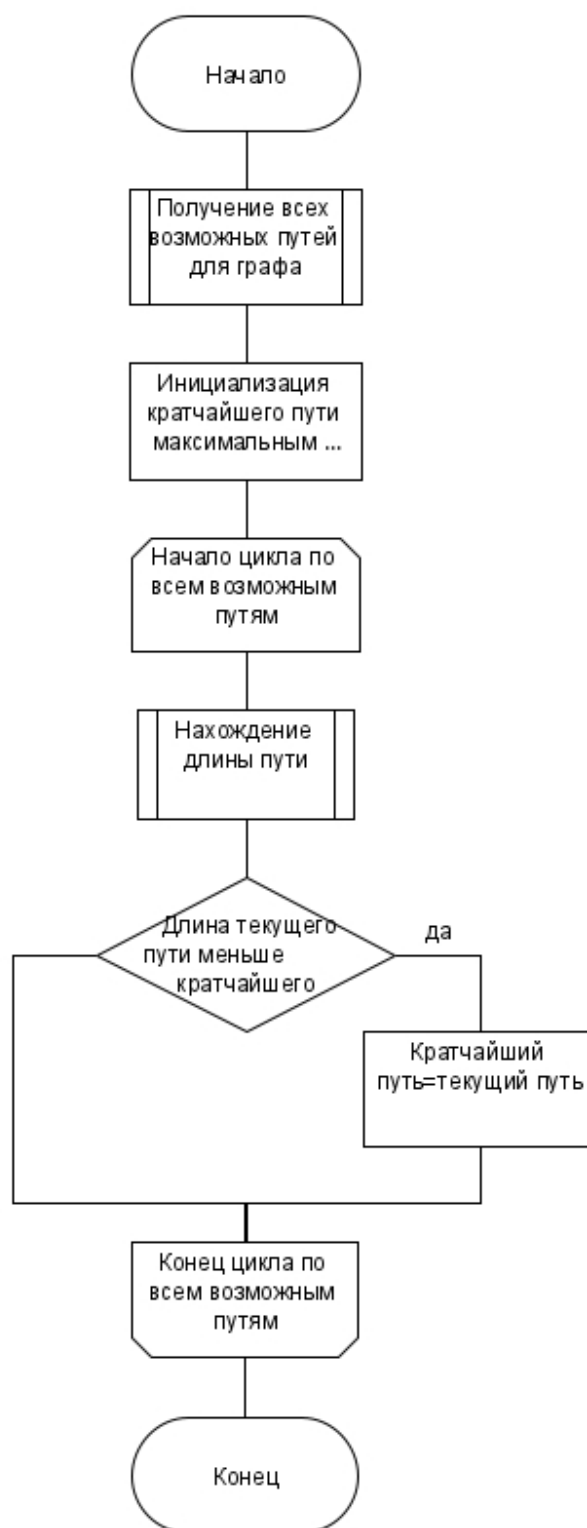 Начало
Получение всех
возможных путей
для графа
Инициализация
кратчайшего пути
максимальным ...
Начало цикла по
всем возможным
путям
Нахождение
длины пути
Длина текущего
пути меньше
кратчайшего
да
Кратчайший
путь=текущий путь
Конец цикла по
всем возможным
путям
Конец